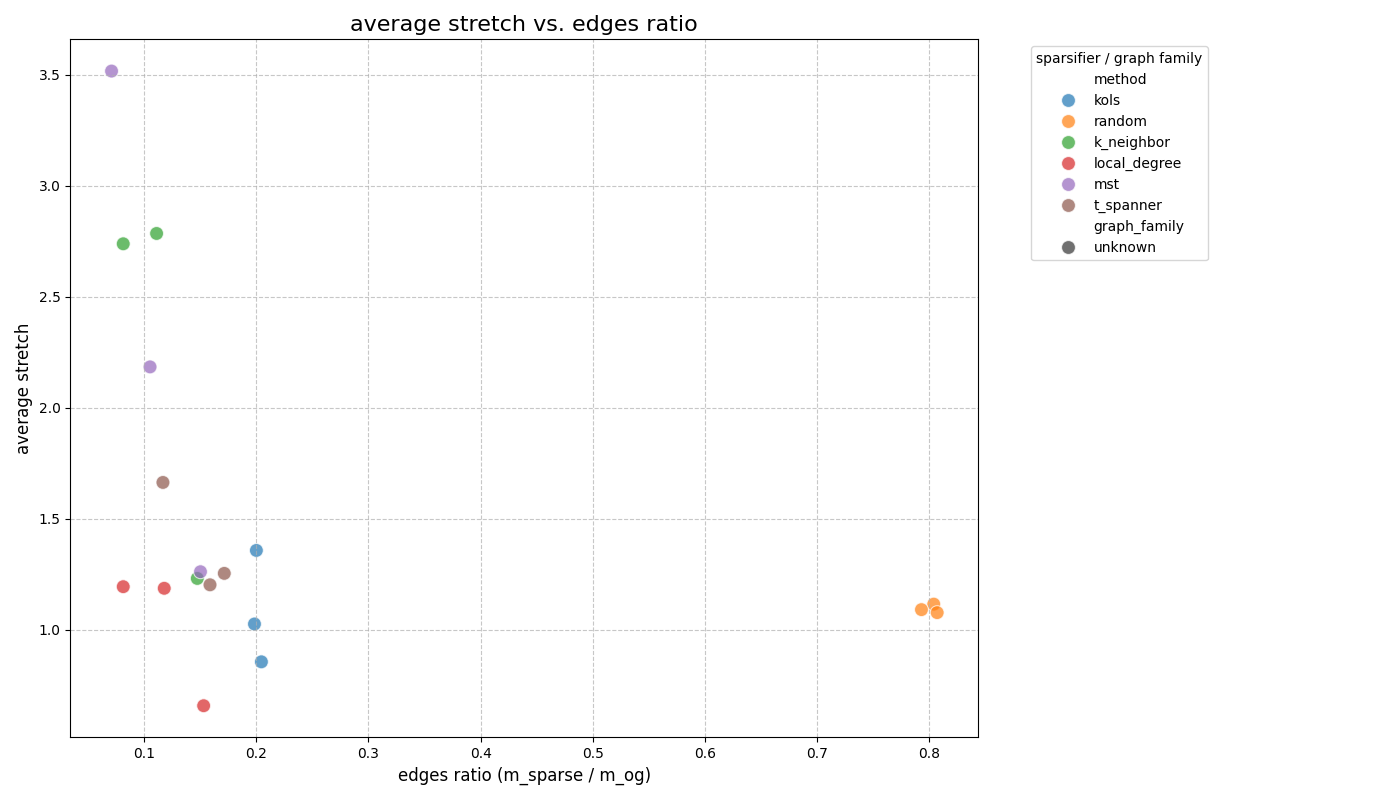 average stretch vs. edges ratio
sparsifier / graph family
method
kols
random
k_neighbor
local_degree
mst
t_spanner
graph_family
unknown
average stretch
3.5
3.0
2.5
2.0
1.5
1.0
0.1 0.2 0.3 0.4 0.5 0.6 0.7 0.8
edges ratio (m_sparse / m_og)